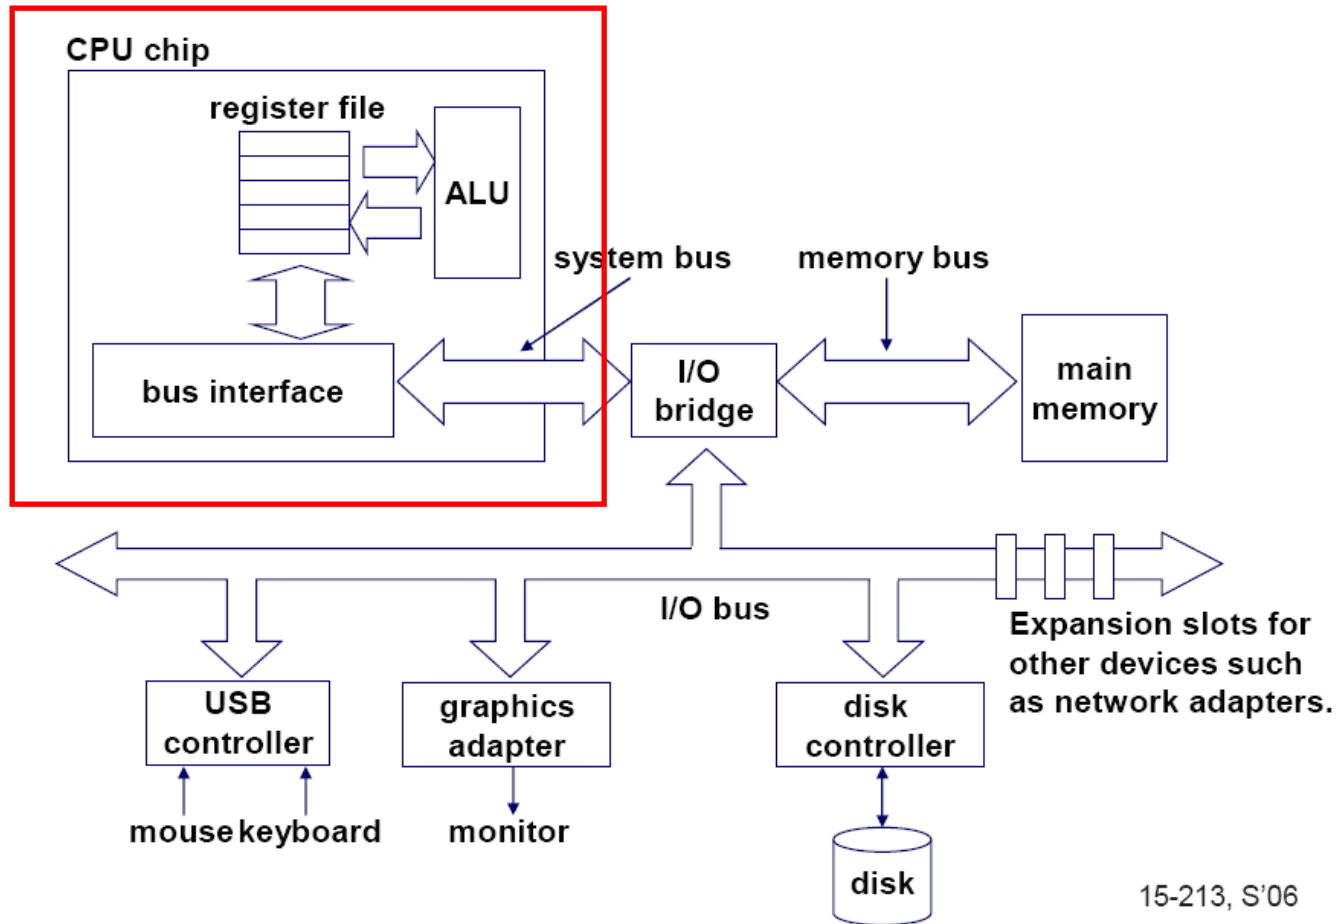 CPU chip
register file
ALU
system bus
memory bus
bus interface
I/O
bridge
main
memory
I/O bus
Expansion slots for
other devices such
as network adapters.
USB
controller
graphics
adapter
disk
controller
mouse
keyboard
monitor
disk
15-213, S’06